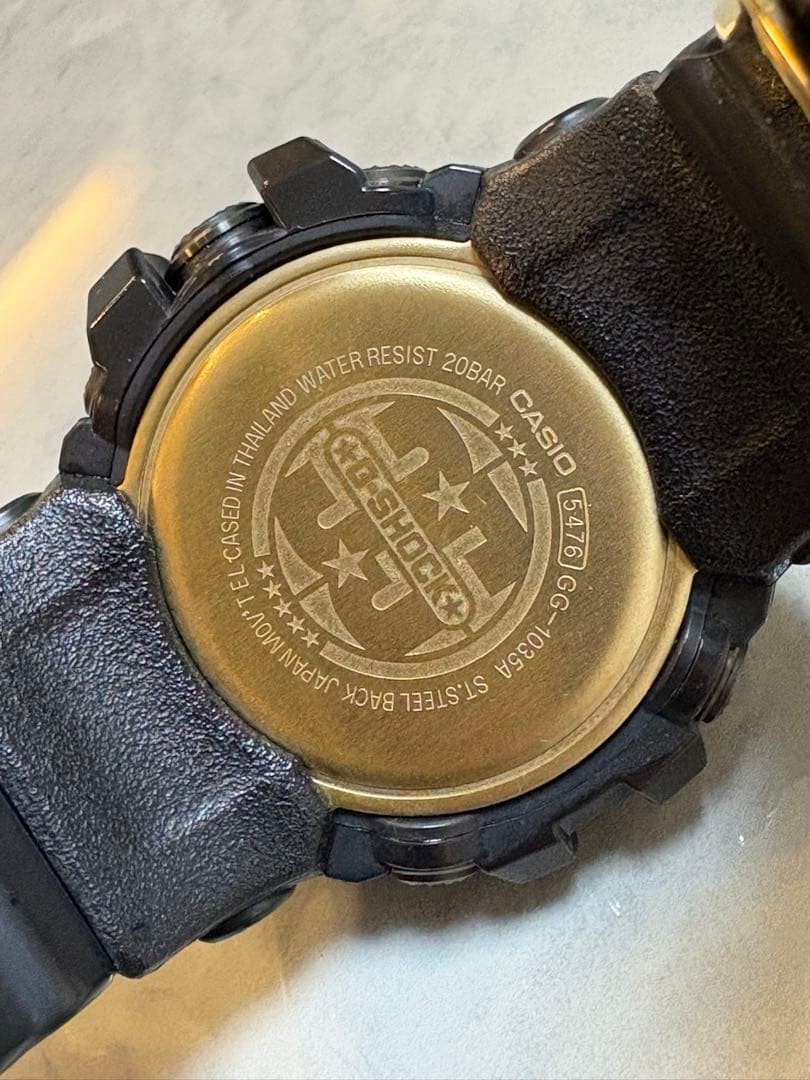 CASIO 5476 GG-1035A ST.STEEL BACK JAPAN MOV'T EL CASED IN THAILAND WATER RESIST 20BAR
G-SHOCK